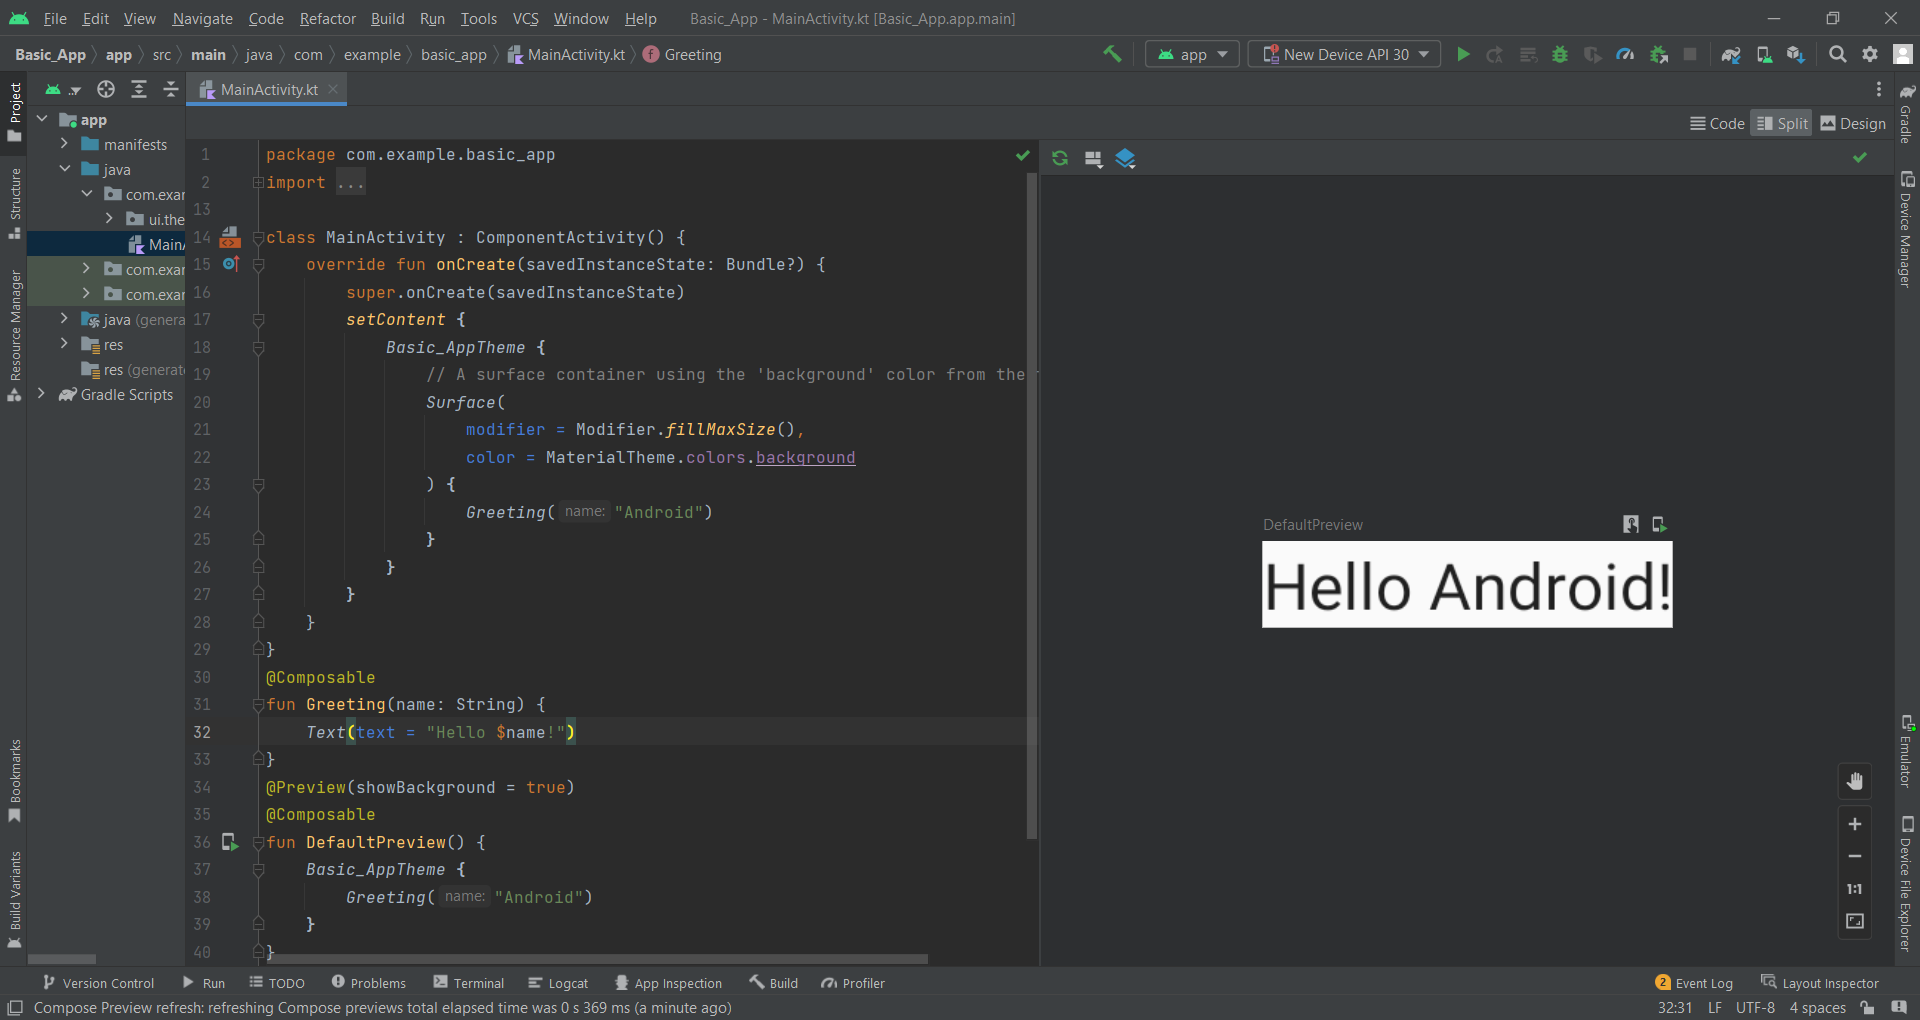 File Edit View Navigate Code Refactor Build Run Tools VCS Window Help Basic_App - MainActivity.kt [Basic_App.app.main]
Basic_App app src main java com example basic_app MainActivity.kt f Greeting app New Device API 30
Project
Structure
Resource Manager
Bookmarks
Build Variants
MainActivity.kt
Code Split Design
app
manifests
java
com.exar
ui.the
MainA
com.exar
com.exar
java (genera
res
res (generate
Gradle Scripts
1 package com.example.basic_app
2 import ...
13
14 class MainActivity : ComponentActivity() {
15 override fun onCreate(savedInstanceState: Bundle?) {
16 super.onCreate(savedInstanceState)
17 setContent {
18 Basic_AppTheme {
19 // A surface container using the 'background' color from the
20 Surface(
21 modifier = Modifier.fillMaxSize(),
22 color = MaterialTheme.colors.background
23 ) {
24 Greeting( name: "Android")
25 }
26 }
27 }
28 }
29 }
30 @Composable
31 fun Greeting(name: String) {
32 Text(text = "Hello $name!")
33 }
34 @Preview(showBackground = true)
35 @Composable
36 fun DefaultPreview() {
37 Basic_AppTheme {
38 Greeting( name: "Android")
39 }
40 }
DefaultPreview
Hello Android!
1:1
Gradle
Device Manager
Emulator
Device File Explorer
Version Control Run TODO Problems Terminal Logcat App Inspection Build Profiler 2 Event Log Layout Inspector
Compose Preview refresh: refreshing Compose previews total elapsed time was 0 s 369 ms (a minute ago) 32:31 LF UTF-8 4 spaces